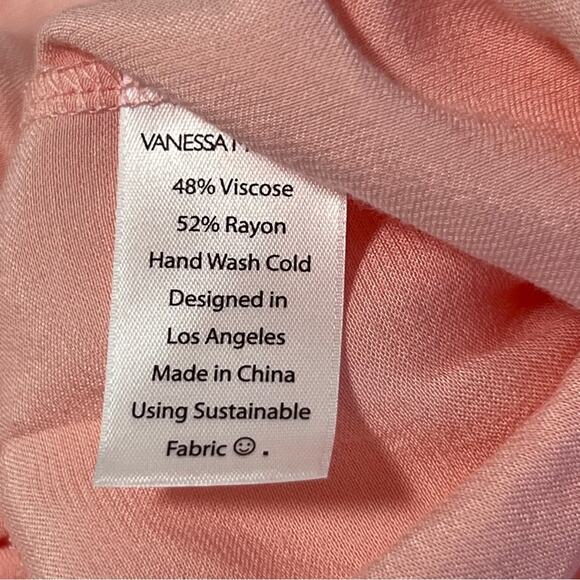 VANESSA
48% Viscose
52% Rayon
Hand Wash Cold
Designed in
Los Angeles
Made in China
Using Sustainable
Fabric ☺ .